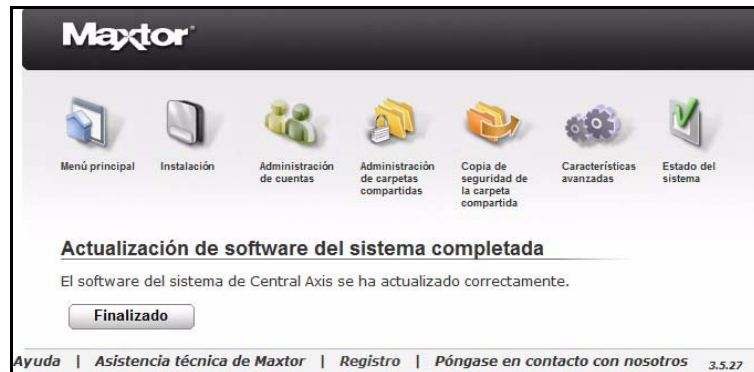 Maxtor
Menú principal
Instalación
Administración
de cuentas
Administración
de carpetas
compartidas
Copia de
seguridad de
la carpeta
compartida
Características
avanzadas
Estado del
sistema
Actualización de software del sistema completada
El software del sistema de Central Axis se ha actualizado correctamente.
Finalizado
Ayuda | Asistencia técnica de Maxtor | Registro | Póngase en contacto con nosotros 3.5.27